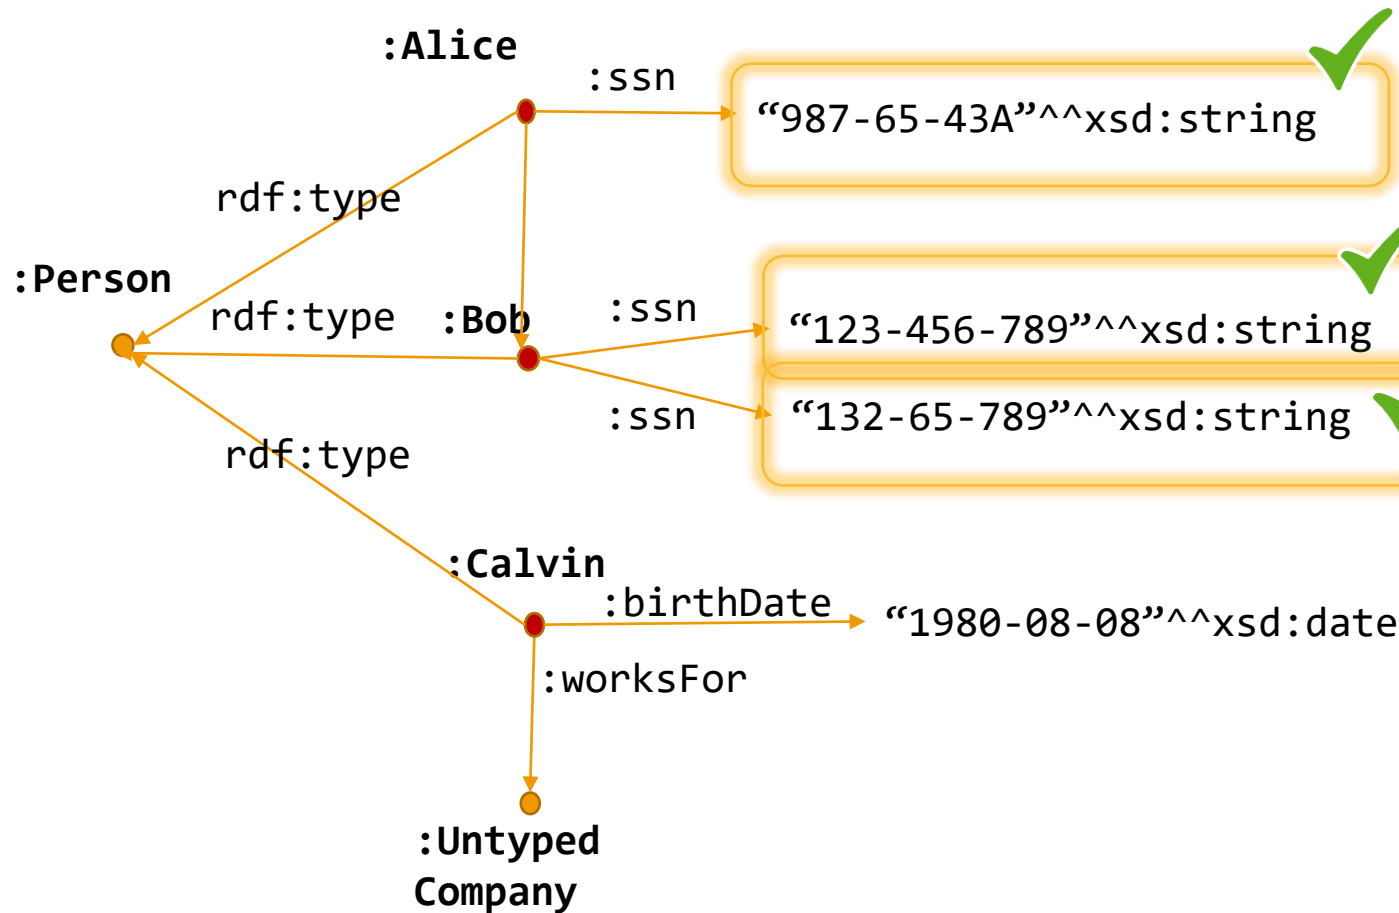 :Alice
:ssn
“987-65-43A”^^xsd:string
rdf:type
:Person
rdf:type
:Bob
:ssn
“123-456-789”^^xsd:string
:ssn
“132-65-789”^^xsd:string
rdf:type
:Calvin
:birthDate
“1980-08-08”^^xsd:date
:worksFor
:Untyped
Company